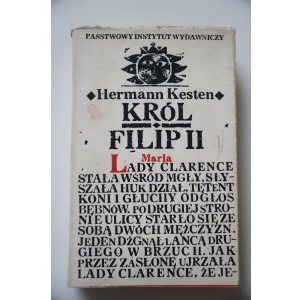 PAŃSTWOWY INSTYTUT WYDAWNICZY
Hermann Kesten
KRÓL
FILIP II
Maria
LADY CLARENCE
STAŁA WŚRÓD MGŁY, SŁY-
SZAŁA HUK DZIAŁ, TĘTENT
KONI I GŁUCHY ODGŁOS
BĘBNÓW. PO DRUGIEJ STRO-
NIE ULICY STARŁO SIĘ ZE
SOBĄ DWÓCH MĘŻCZYZN.
JEDEN DŹGNĄŁ LANCĄ DRU-
GIEGO W BRZUCH. JAK
PRZEZ ZASŁONĘ UJRZAŁA
LADY CLARENCE, ŻE JE-